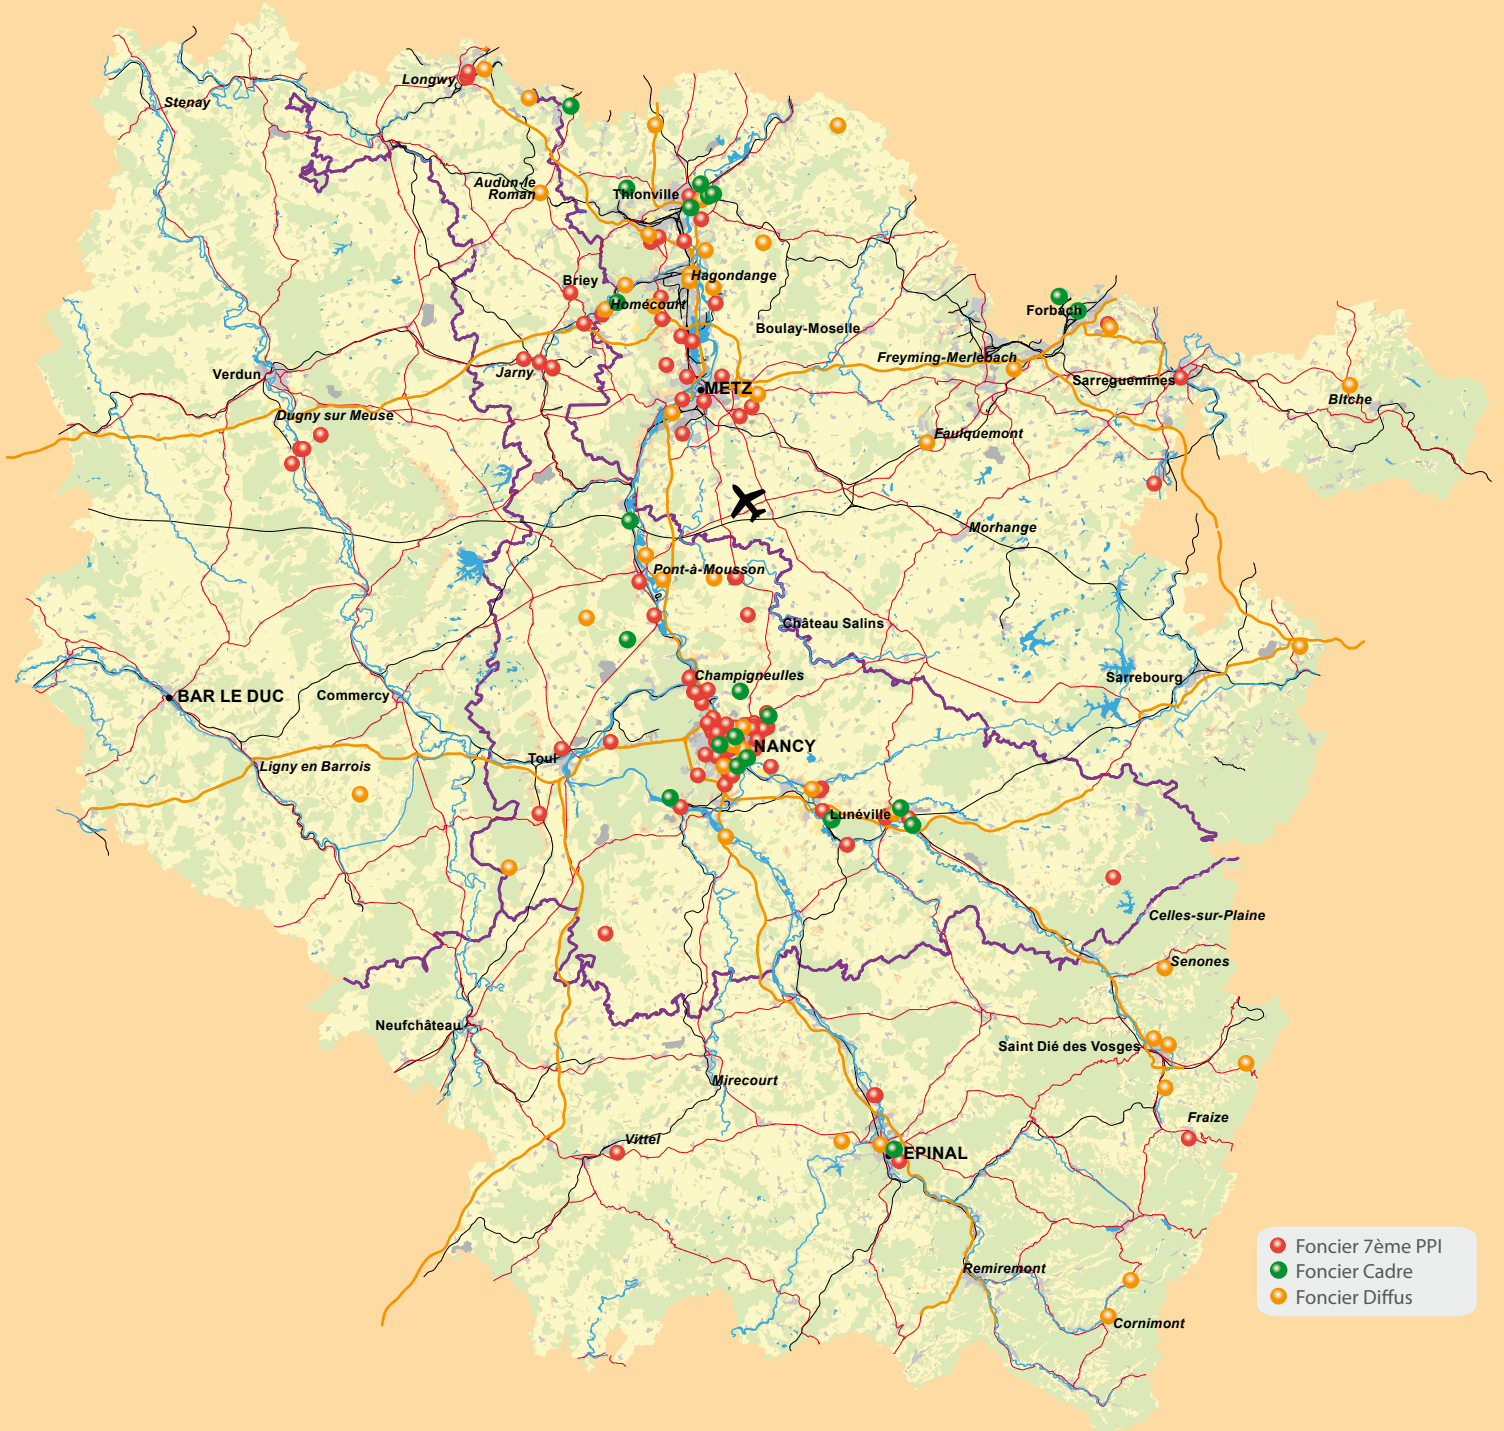 Longwy
Stenay
Audun-le
Roman
Thionville
Briey
Hagondange
Homécourt
Forbach
Boulay-Moselle
Freyming-Merlebach
Verdun
Jarny
METZ
Sarreguemines
BItche
Dugny sur Meuse
Faulquemont
Morhange
Pont-à-Mousson
Château Salins
Champigneulles
Sarrebourg
BAR LE DUC
Commercy
NANCY
Toul
Ligny en Barrois
Lunéville
Celles-sur-Plaine
Senones
Neufchâteau
Saint Dié des Vosges
Mirecourt
Fraize
Vittel
EPINAL
Remiremont
Cornimont
Foncier 7ème PPI
Foncier Cadre
Foncier Diffus